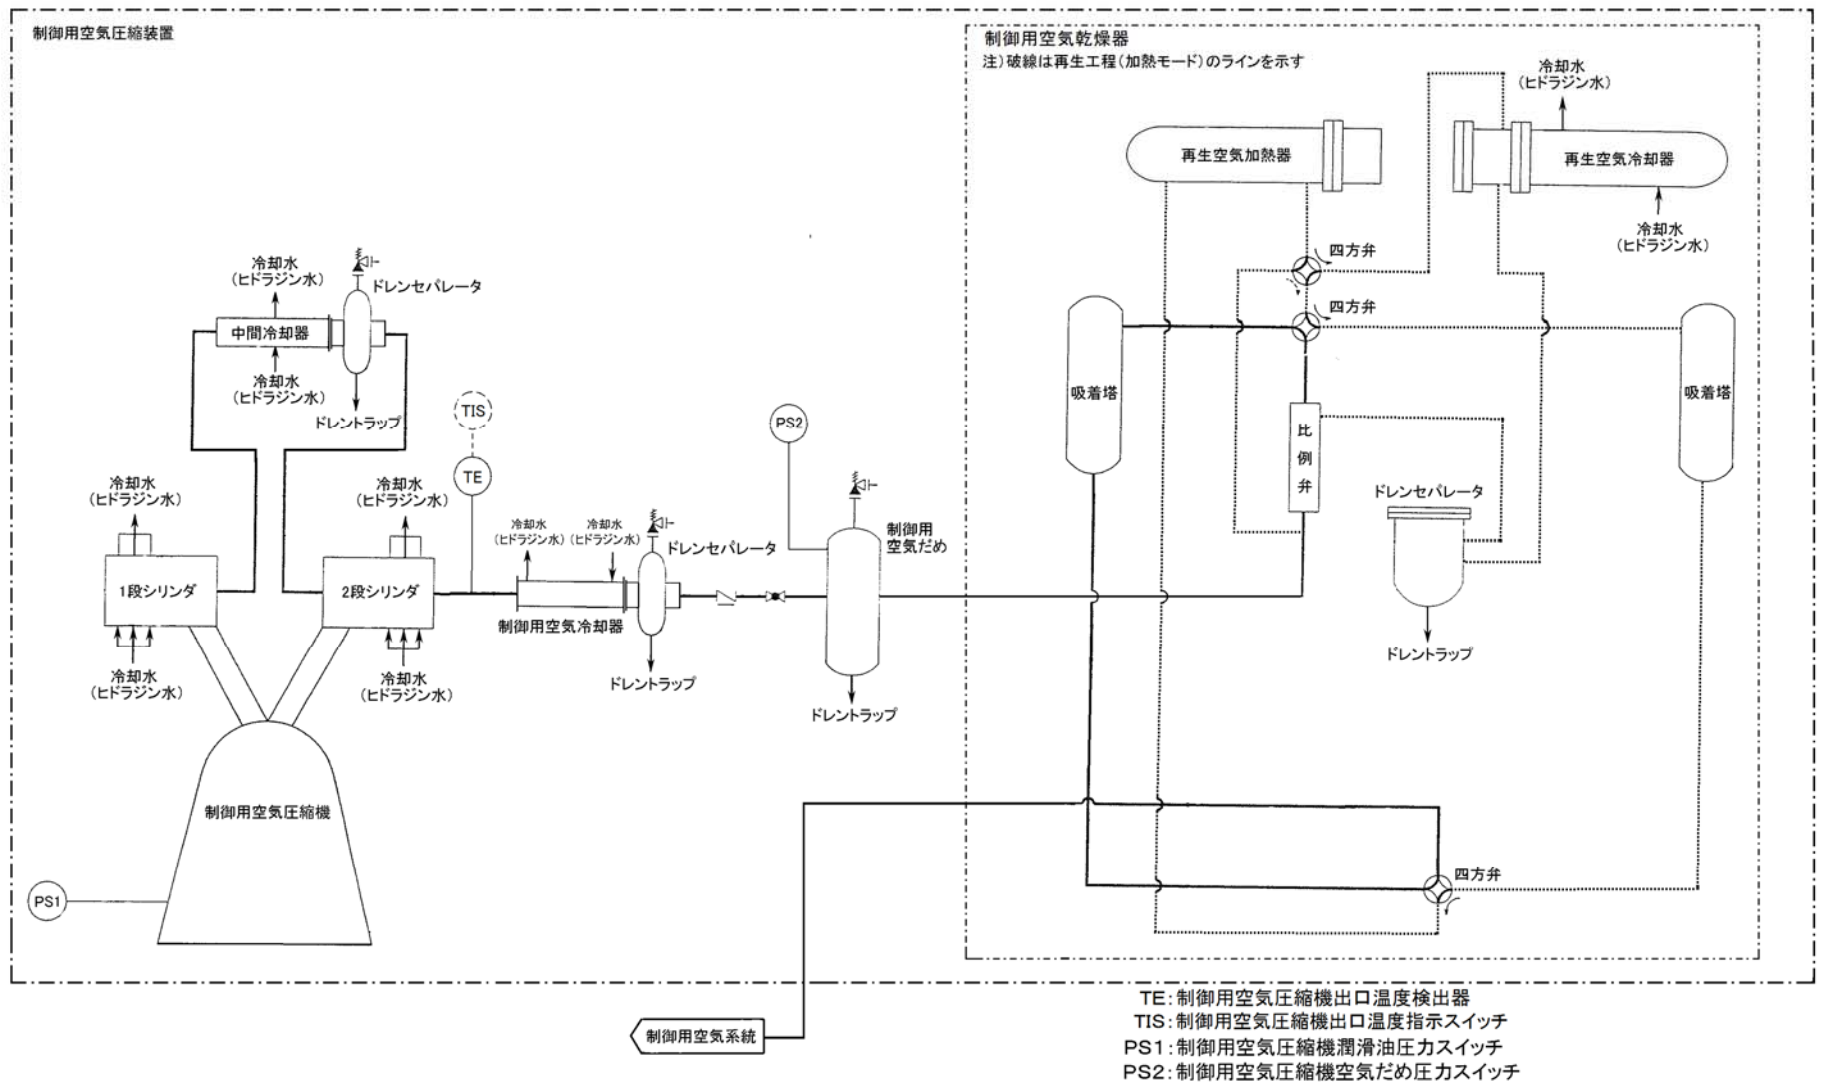 制御用空気圧縮装置
制御用空気乾燥器
注)破線は再生工程(加熱モード)のラインを示す
冷却水
(ヒドラジン水)
再生空気加熱器
再生空気冷却器
冷却水
(ヒドラジン水)
四方弁
四方弁
冷却水
(ヒドラジン水)
ドレンセパレータ
中間冷却器
冷却水
(ヒドラジン水)
ドレントラップ
TIS
TE
PS2
吸着塔
吸着塔
比
例
弁
ドレンセパレータ
ドレントラップ
冷却水
(ヒドラジン水)
冷却水
(ヒドラジン水)
1段シリンダ
2段シリンダ
冷却水
(ヒドラジン水)
冷却水
(ヒドラジン水)
冷却水
(ヒドラジン水)
冷却水
(ヒドラジン水)
ドレンセパレータ
制御用空気冷却器
ドレントラップ
制御用
空気だめ
ドレントラップ
制御用空気圧縮機
PS1
四方弁
制御用空気系統
TE:制御用空気圧縮機出口温度検出器
TIS:制御用空気圧縮機出口温度指示スイッチ
PS1:制御用空気圧縮機潤滑油圧力スイッチ
PS2:制御用空気圧縮機空気だめ圧力スイッチ